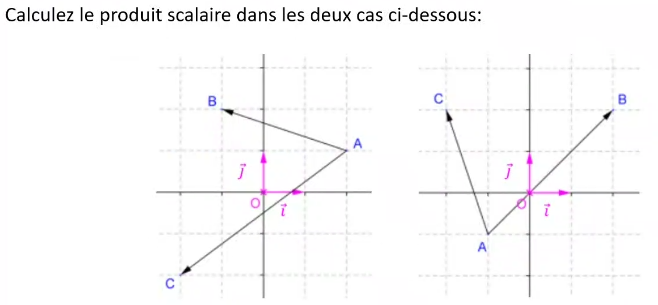 Calculez le produit scalaire dans les deux cas ci-dessous:
B
A
j
O
i
C
C
B
j
O
i
A